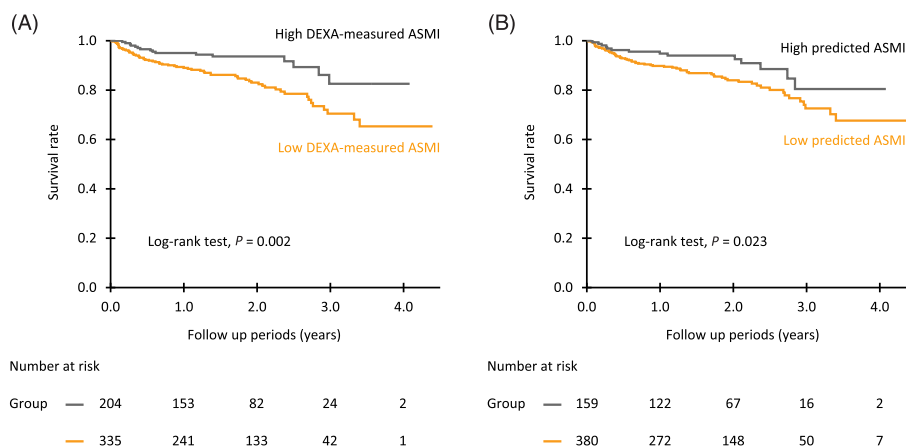 (A)
High DEXA-measured ASMI
1.0
0.8
0.6
0.4
0.2
0.0
Survival rate
Low DEXA-measured ASMI
Log-rank test, P = 0.002
0.0 1.0 2.0 3.0 4.0
Follow up periods (years)
Number at risk
Group 204 153 82 24 2
335 241 133 42 1
(B)
High predicted ASMI
1.0
0.8
0.6
0.4
0.2
0.0
Survival rate
Low predicted ASMI
Log-rank test, P = 0.023
0.0 1.0 2.0 3.0 4.0
Follow up periods (years)
Number at risk
Group 159 122 67 16 2
380 272 148 50 7